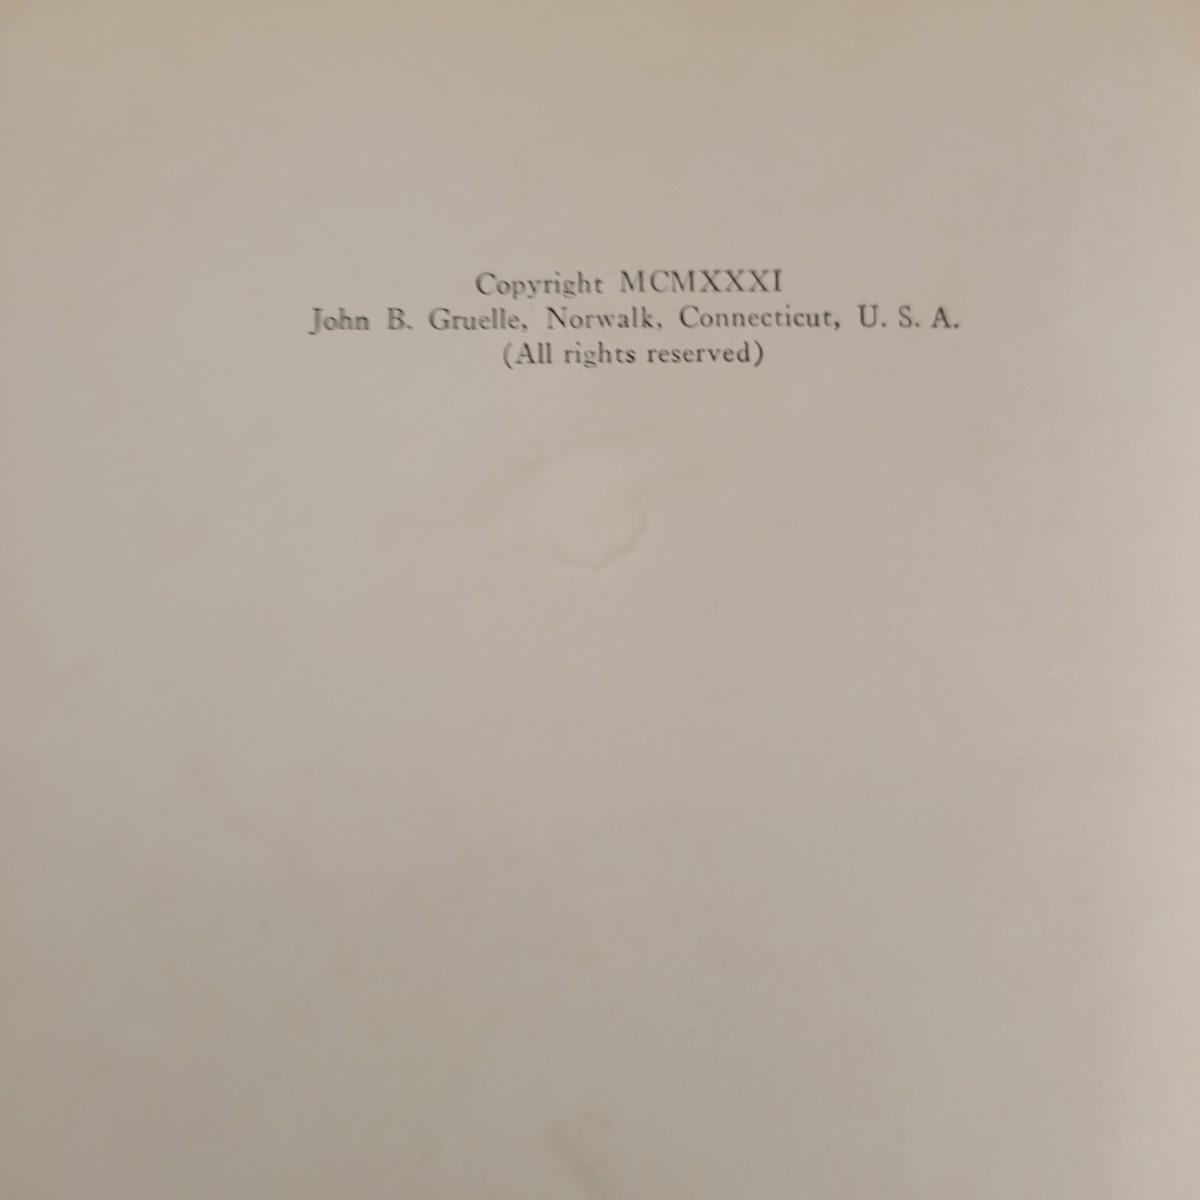 Copyright MCMXXXI
John B. Gruelle, Norwalk, Connecticut, U. S. A.
(All rights reserved)